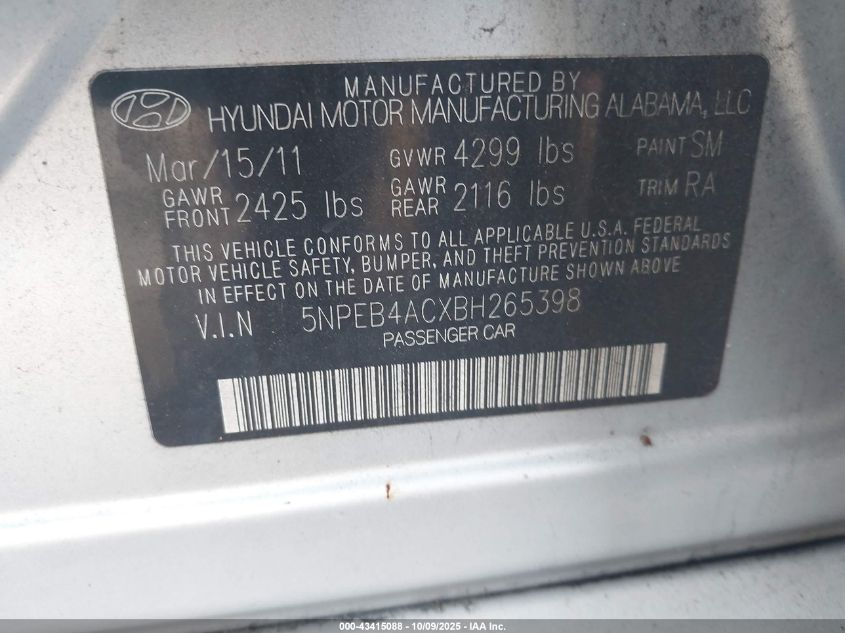 MANUFACTURED BY
HYUNDAI MOTOR MANUFACTURING ALABAMA, LLC
Mar/15/11 GVWR 4299 lbs PAINT SM
GAWR FRONT 2425 lbs GAWR REAR 2116 lbs TRIM RA
THIS VEHICLE CONFORMS TO ALL APPLICABLE U.S.A. FEDERAL
MOTOR VEHICLE SAFETY, BUMPER, AND THEFT PREVENTION STANDARDS
IN EFFECT ON THE DATE OF MANUFACTURE SHOWN ABOVE
V.I.N 5NPEB4ACXBH265398
PASSENGER CAR
000-43415088 - 10/09/2025 - IAA Inc.